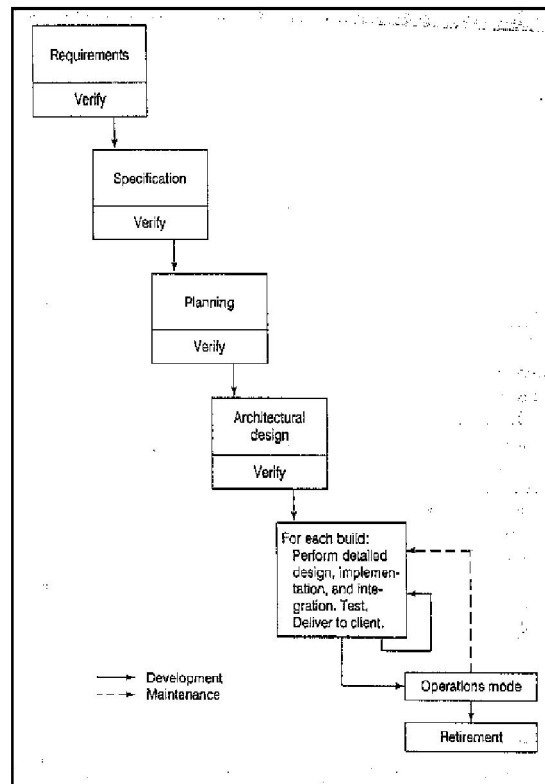 Requirements
Verify
Specification
Verify
Planning
Verify
Architectural
design
Verify
For each build:
Perform detailed
design, implemen-
tation, and inte-
gration. Test.
Deliver to client.
Development
Maintenance
Operations mode
Retirement